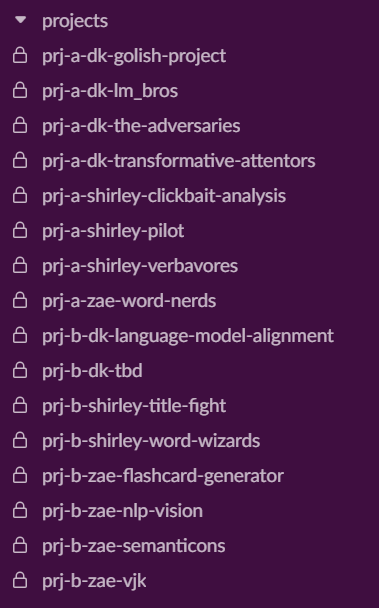 projects
prj-a-dk-golish-project
prj-a-dk-lm_bros
prj-a-dk-the-adversaries
prj-a-dk-transformative-attentors
prj-a-shirley-clickbait-analysis
prj-a-shirley-pilot
prj-a-shirley-verbavores
prj-a-zae-word-nerds
prj-b-dk-language-model-alignment
prj-b-dk-tbd
prj-b-shirley-title-fight
prj-b-shirley-word-wizards
prj-b-zae-flashcard-generator
prj-b-zae-nlp-vision
prj-b-zae-semanticons
prj-b-zae-vjk